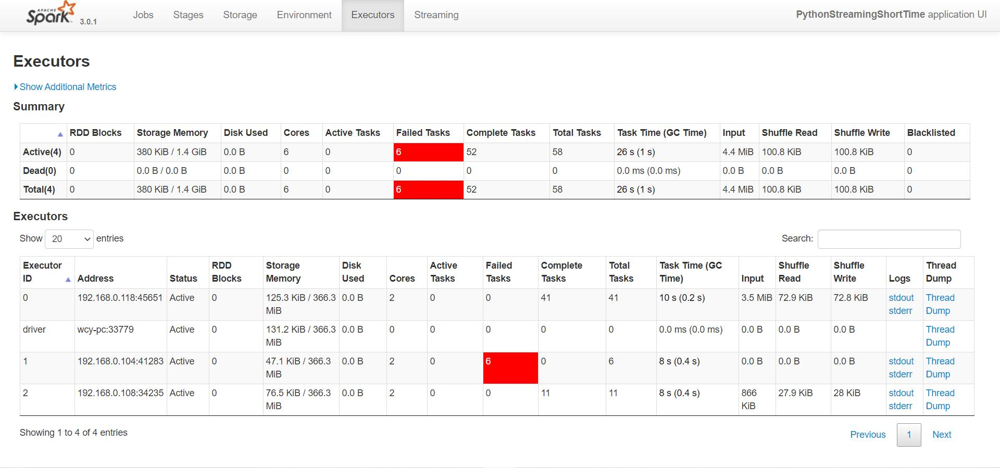 APACHE
Spark 3.0.1 Jobs Stages Storage Environment Executors Streaming PythonStreamingShortTime application UI
Executors
Show Additional Metrics
Summary
RDD Blocks Storage Memory Disk Used Cores Active Tasks Failed Tasks Complete Tasks Total Tasks Task Time (GC Time) Input Shuffle Read Shuffle Write Blacklisted
Active(4) 0 380 KiB / 1.4 GiB 0.0 B 6 0 6 52 58 26 s (1 s) 4.4 MiB 100.8 KiB 100.8 KiB 0
Dead(0) 0 0.0 B / 0.0 B 0.0 B 0 0 0 0 0 0.0 ms (0.0 ms) 0.0 B 0.0 B 0.0 B 0
Total(4) 0 380 KiB / 1.4 GiB 0.0 B 6 0 6 52 58 26 s (1 s) 4.4 MiB 100.8 KiB 100.8 KiB 0
Executors
Show 20 entries Search:
Executor RDD Storage Disk Active Failed Complete Total Task Time (GC Shuffle Shuffle Thread
ID Address Status Blocks Memory Used Cores Tasks Tasks Tasks Tasks Time) Input Read Write Logs Dump
0 192.168.0.118:45651 Active 0 125.3 KiB / 366.3 0.0 B 2 0 0 41 41 10 s (0.2 s) 3.5 MiB 72.9 KiB 72.8 KiB stdout Thread
MiB stderr Dump
driver wcy-pc:33779 Active 0 131.2 KiB / 366.3 0.0 B 0 0 0 0 0 0.0 ms (0.0 ms) 0.0 B 0.0 B 0.0 B Thread
MiB Dump
1 192.168.0.104:41283 Active 0 47.1 KiB / 366.3 0.0 B 2 0 6 0 6 8 s (0.4 s) 0.0 B 0.0 B 0.0 B stdout Thread
MiB stderr Dump
2 192.168.0.108:34235 Active 0 76.5 KiB / 366.3 0.0 B 2 0 0 11 11 8 s (0.4 s) 866 27.9 KiB 28 KiB stdout Thread
MiB KiB stderr Dump
Showing 1 to 4 of 4 entries Previous 1 Next